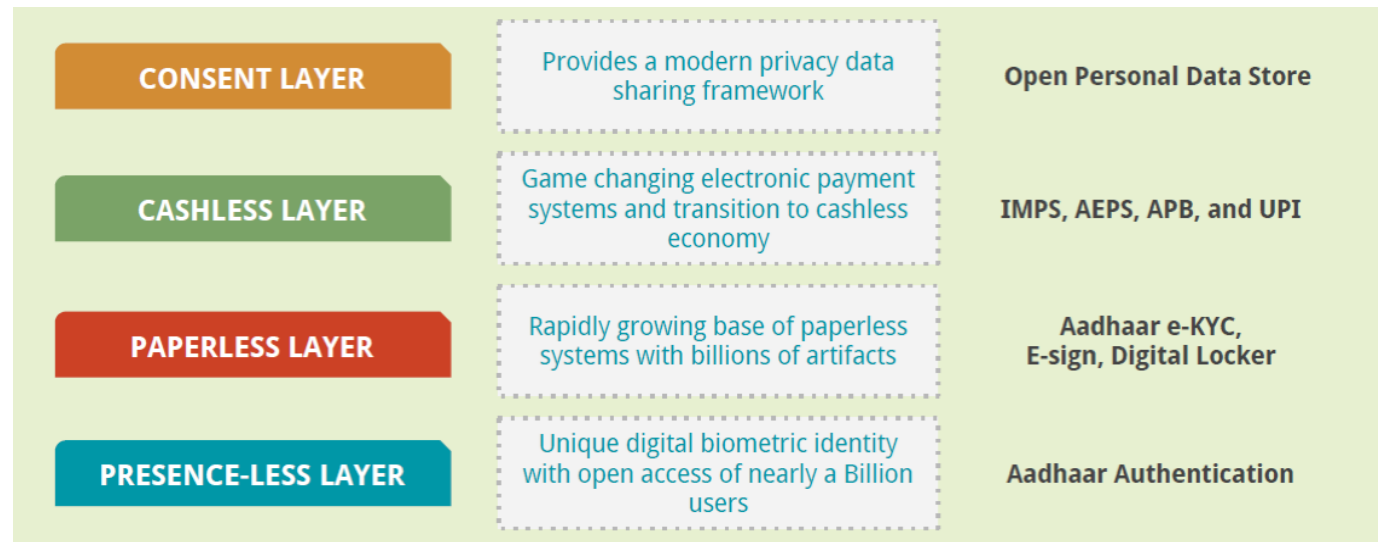 CONSENT LAYER
Provides a modern privacy data
sharing framework
Open Personal Data Store
CASHLESS LAYER
Game changing electronic payment
systems and transition to cashless
economy
IMPS, AEPS, APB, and UPI
PAPERLESS LAYER
Rapidly growing base of paperless
systems with billions of artifacts
Aadhaar e-KYC,
E-sign, Digital Locker
PRESENCE-LESS LAYER
Unique digital biometric identity
with open access of nearly a Billion
users
Aadhaar Authentication